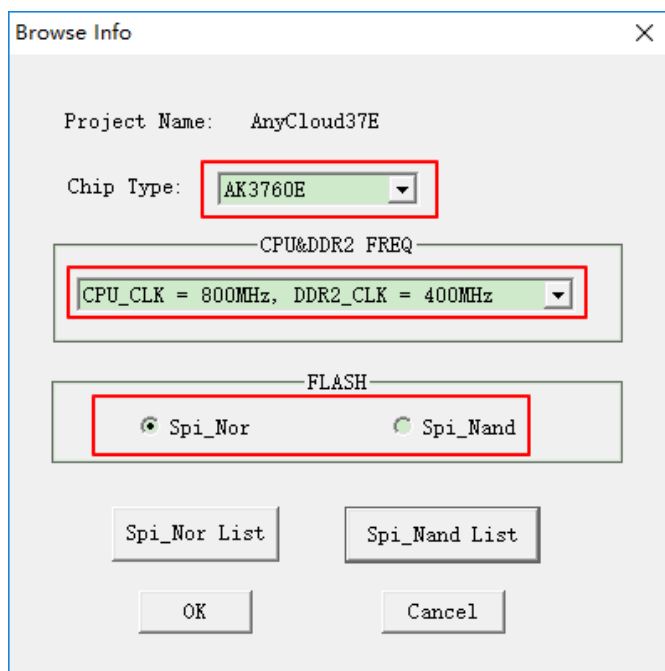 Browse Info
Project Name: AnyCloud37E
Chip Type: AK3760E
CPU&DDR2 FREQ
CPU_CLK = 800MHz, DDR2_CLK = 400MHz
FLASH
Spi_Nor Spi_Nand
Spi_Nor List Spi_Nand List
OK Cancel